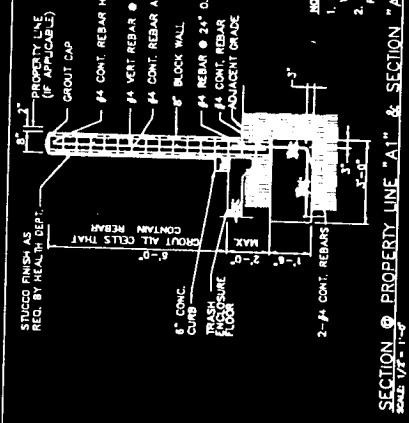 STUCCO FINISH AS
REQ. BY HEALTH DEPT.
8"
2"
PROPERTY LINE
(IF APPLICABLE)
GROUT CAP
#4 CONT. REBAR
#4 VERT REBAR @
#4 CONT. REBAR
8" BLOCK WALL
#4 REBAR @ 24" O.
#4 CONT. REBAR
ADJACENT GRADE
GROUT ALL CELLS THAT
CONTAIN REBAR
6'-0"
MAX.
2'-0"
1'-6"
6" CONC.
CURB
TRASH
ENCLOSURE
FLOOR
3"
3"
3'-0"
2-#4 CONT. REBARS
1.
2.
SECTION @ PROPERTY LINE "A1" & SECTION "A
SCALE: 1/2" = 1'-0"